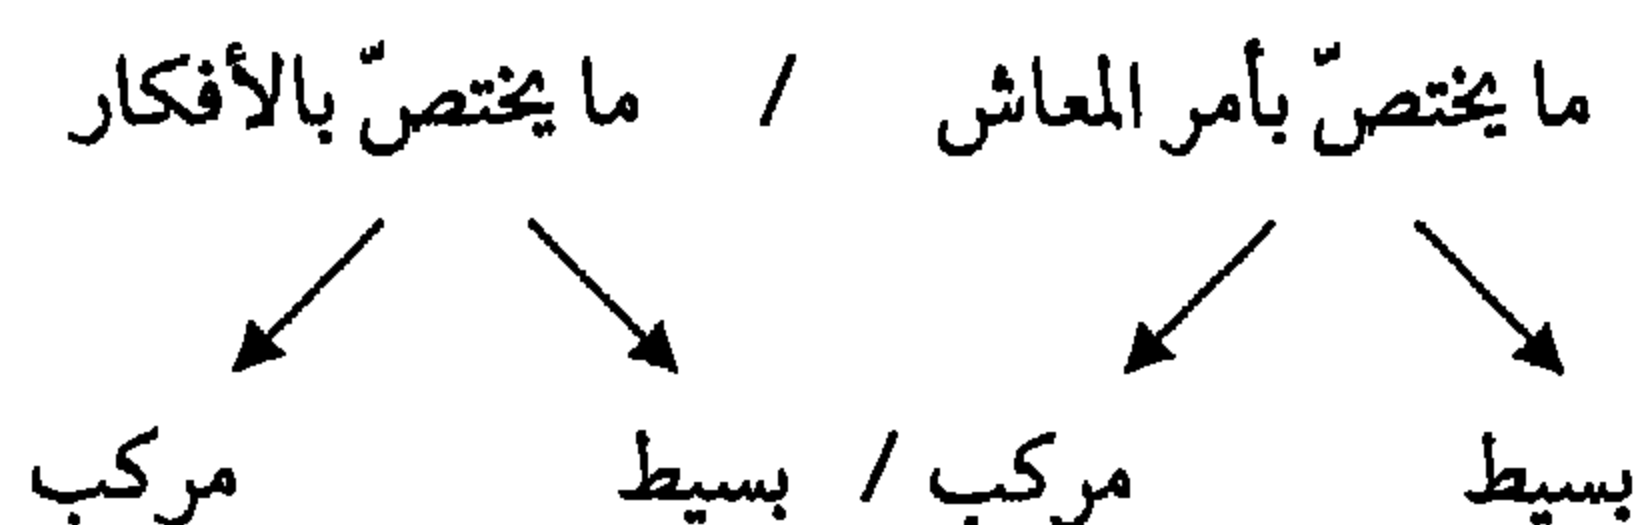 ما يختصّ بأمر المعاش / ما يختصّ بالأفكار
بسيط مركب / بسيط مركب